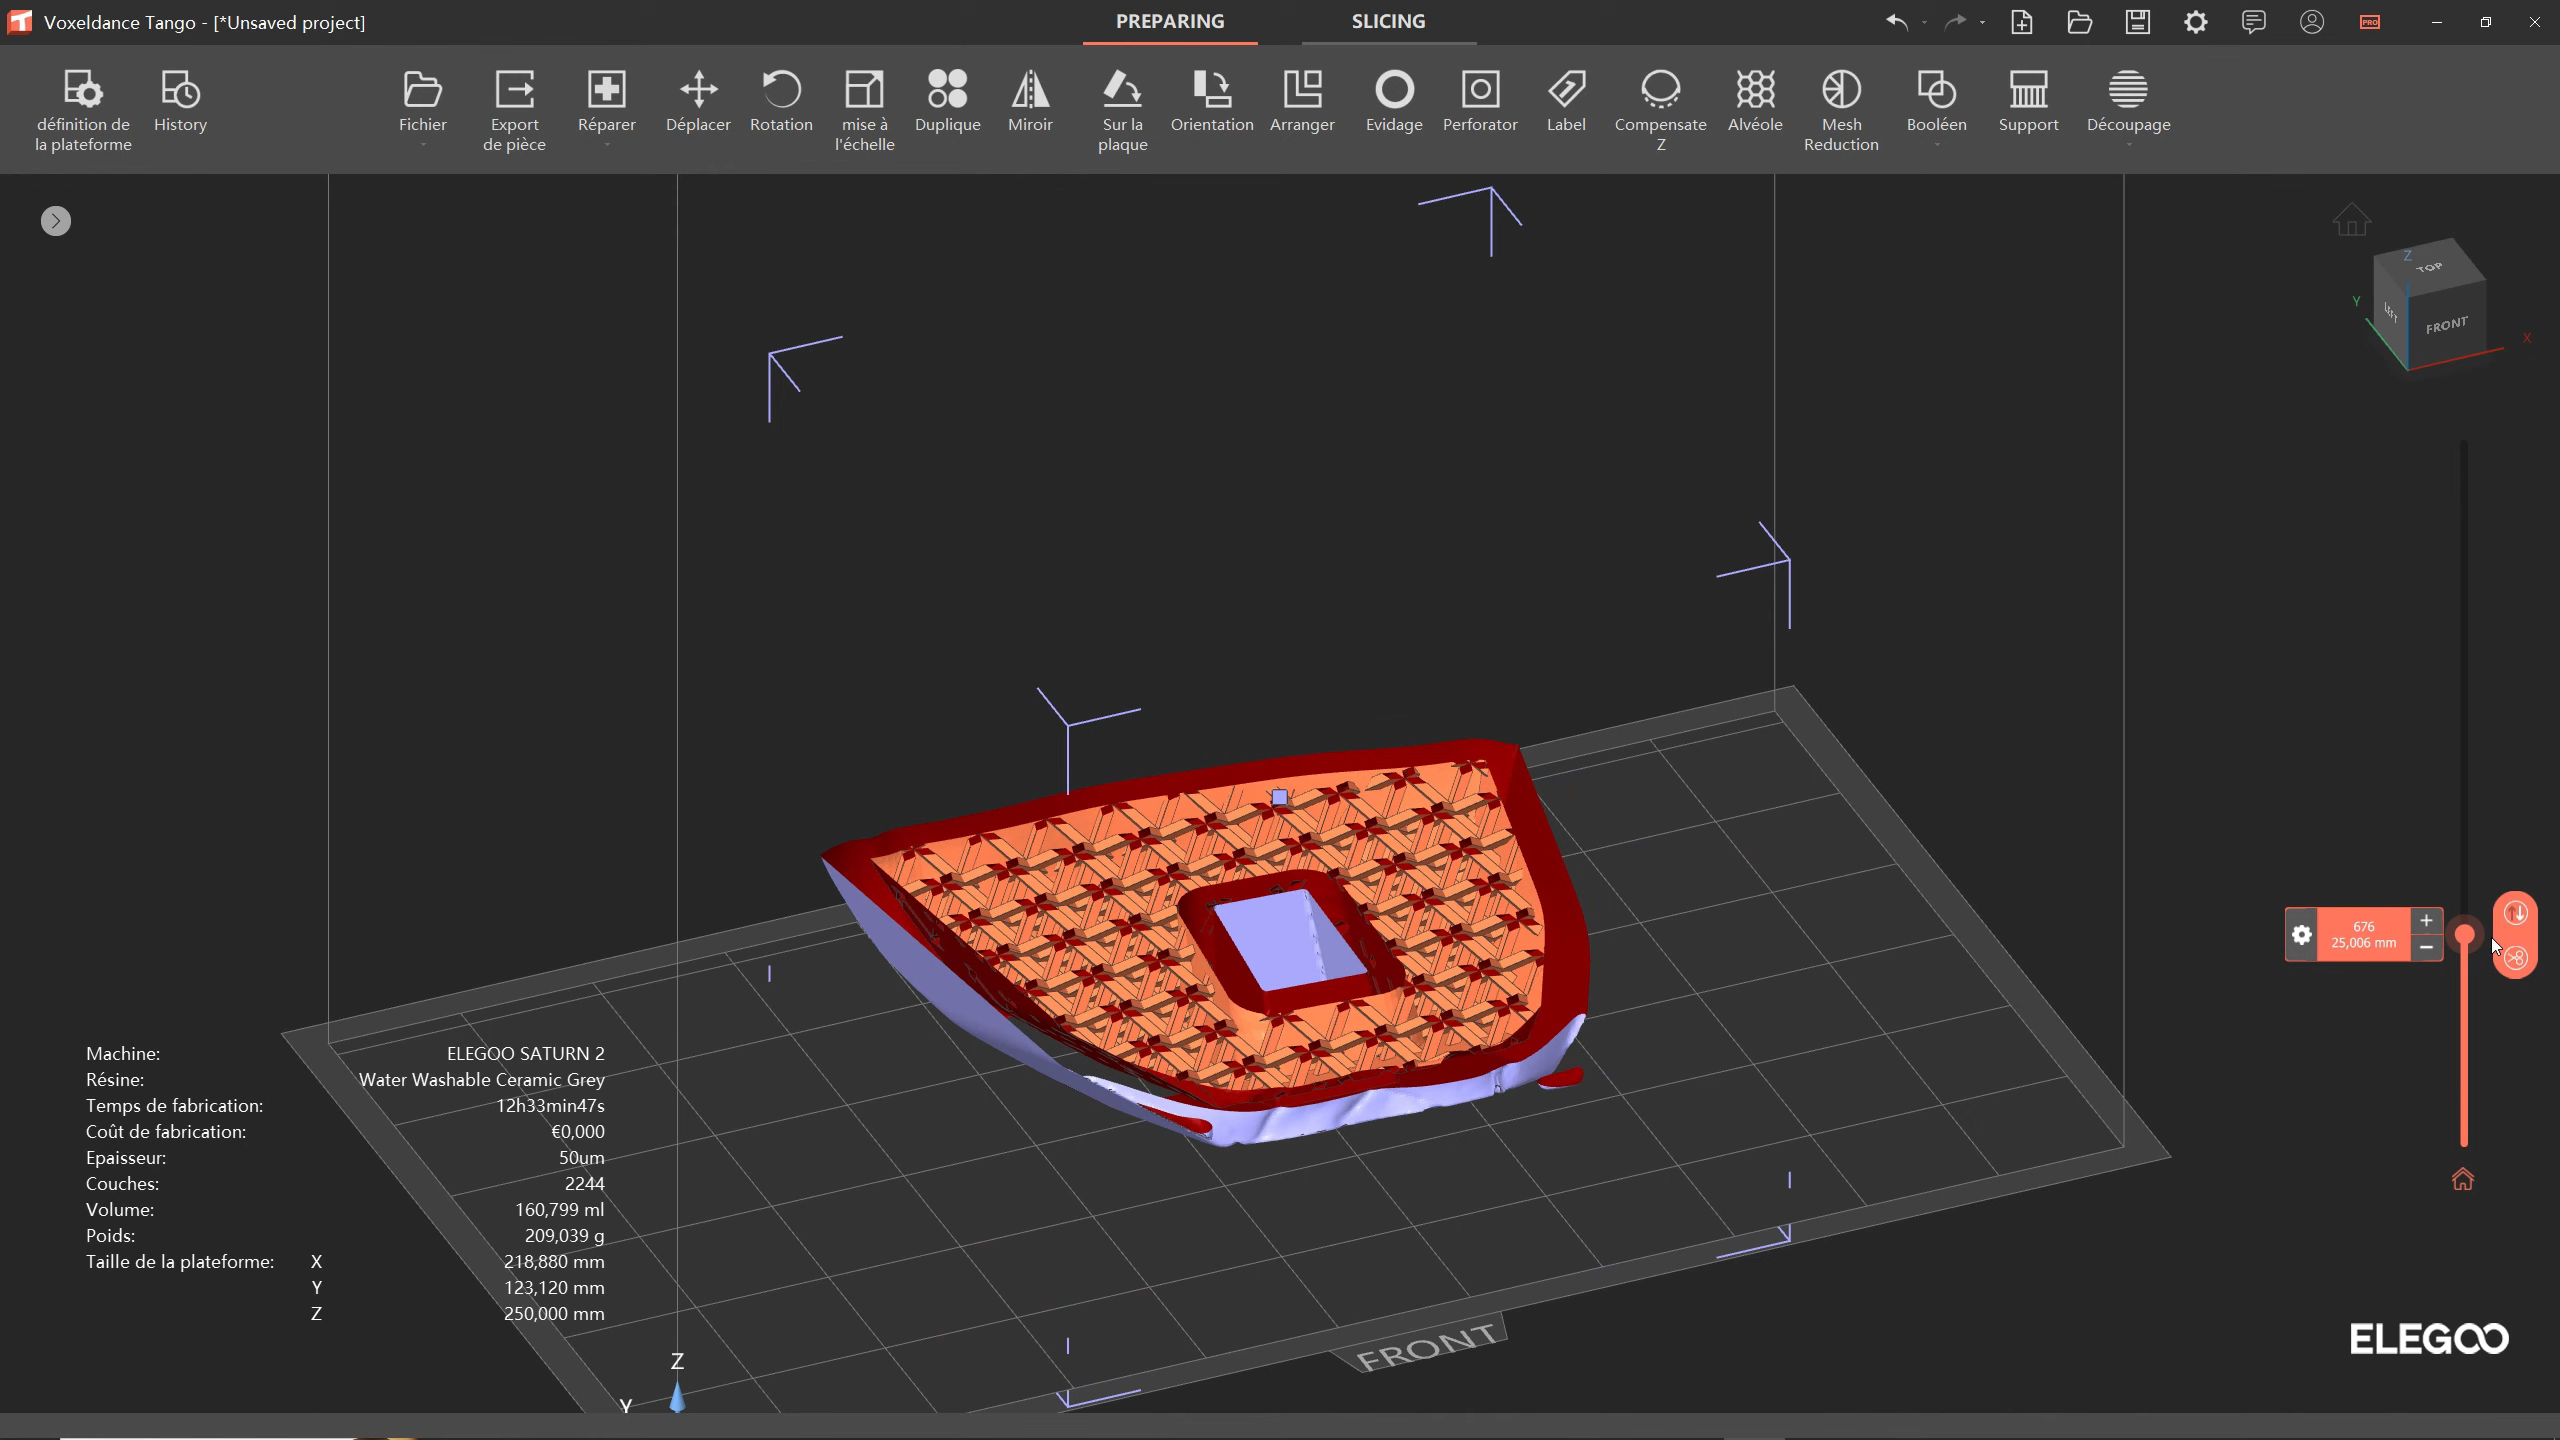 Voxeldance Tango - [*Unsaved project]
PREPARING
SLICING
PRO
définition de
la plateforme
History
Fichier
Export
de pièce
Réparer
Déplacer
Rotation
mise à
l'échelle
Duplique
Miroir
Sur la
plaque
Orientation
Arranger
Evidage
Perforator
Label
Compensate
Z
Alvéole
Mesh
Reduction
Booléen
Support
Découpage
Z
TOP
Y
LEFT
FRONT
X
676
25,006 mm
Machine: ELEGOO SATURN 2
Résine: Water Washable Ceramic Grey
Temps de fabrication: 12h33min47s
Coût de fabrication: €0,000
Epaisseur: 50um
Couches: 2244
Volume: 160,799 ml
Poids: 209,039 g
Taille de la plateforme: X 218,880 mm
Y 123,120 mm
Z 250,000 mm
FRONT
ELEGOO
Z
Y